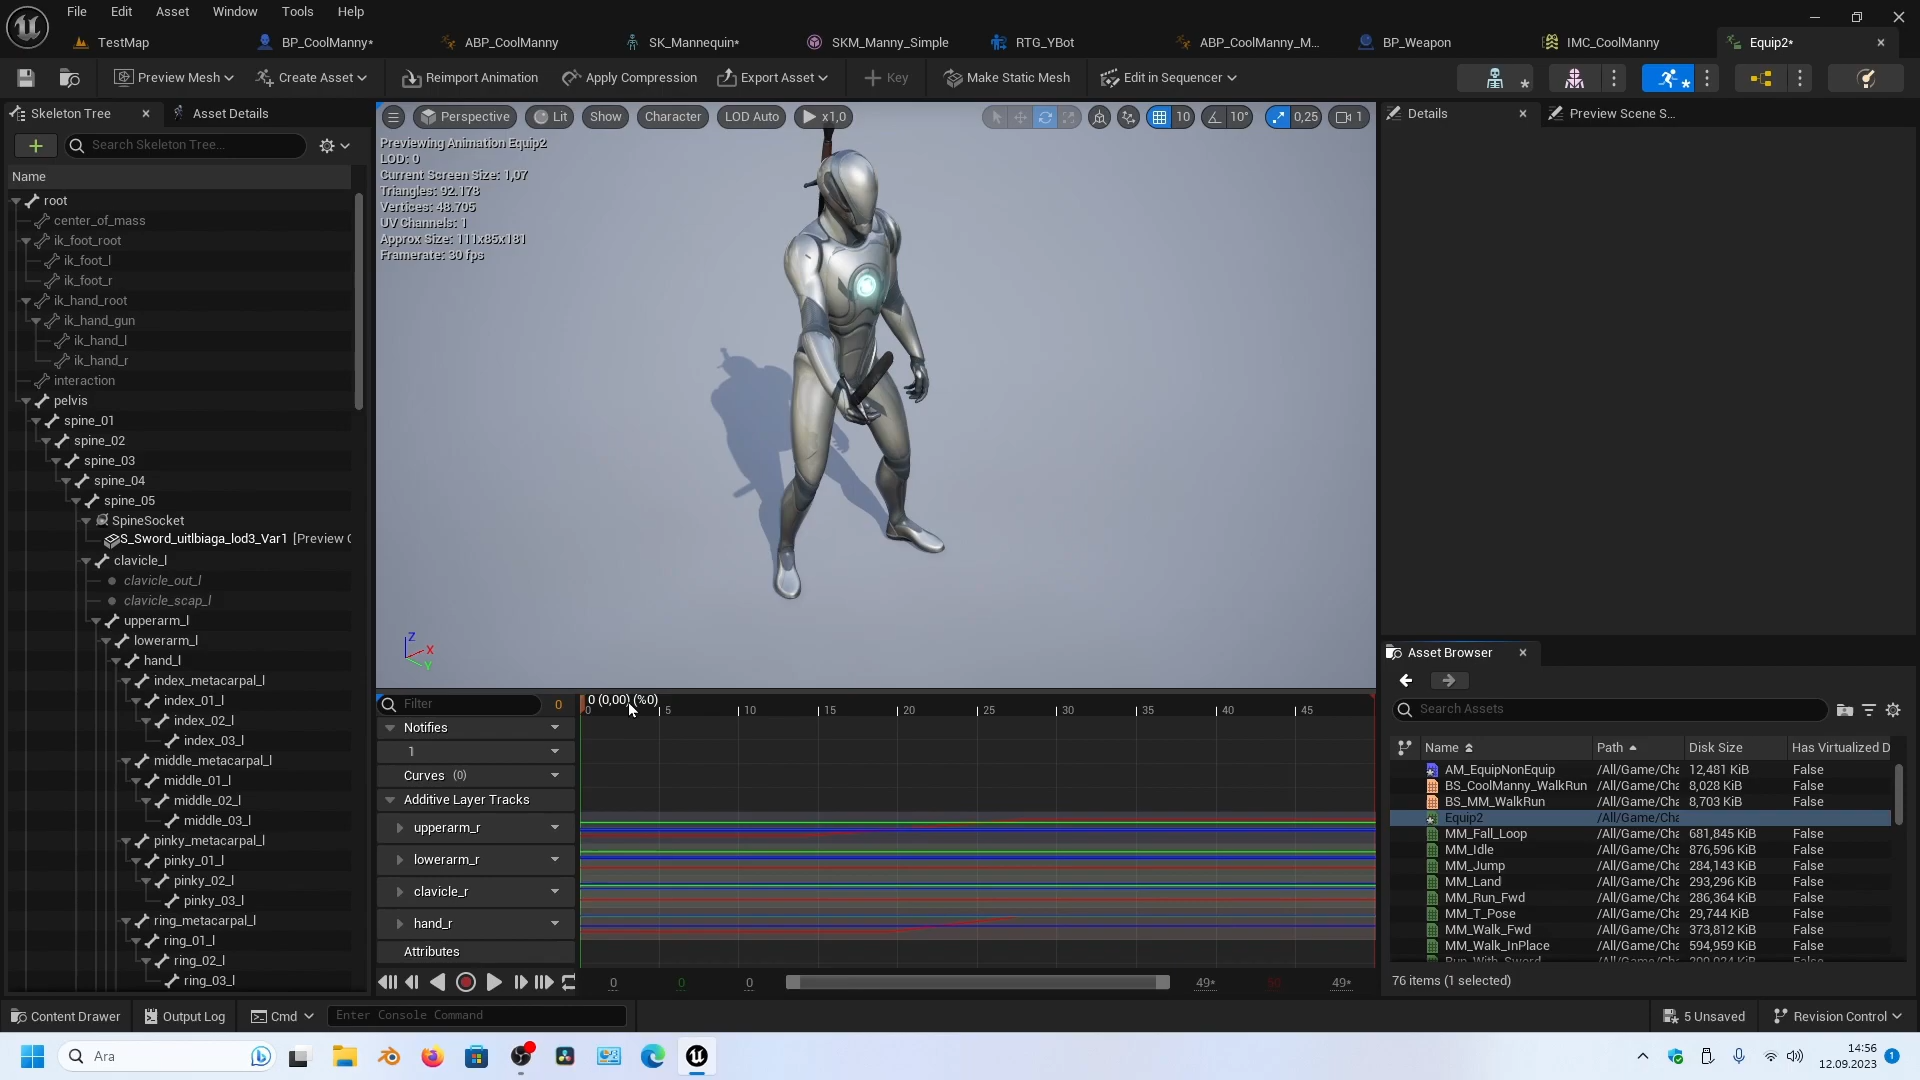 File Edit Asset Window Tools Help
TestMap BP_CoolManny* ABP_CoolManny SK_Mannequin* SKM_Manny_Simple RTG_YBot ABP_CoolManny_M... BP_Weapon IMC_CoolManny Equip2*
Preview Mesh Create Asset Reimport Animation Apply Compression Export Asset Key Make Static Mesh Edit in Sequencer
Skeleton Tree Asset Details
Search Skeleton Tree...
Name
root
center_of_mass
ik_foot_root
ik_foot_l
ik_foot_r
ik_hand_root
ik_hand_gun
ik_hand_l
ik_hand_r
interaction
pelvis
spine_01
spine_02
spine_03
spine_04
spine_05
SpineSocket
S_Sword_uitlbiaga_lod3_Var1 [Preview
clavicle_l
clavicle_out_l
clavicle_scap_l
upperarm_l
lowerarm_l
hand_l
index_metacarpal_l
index_01_l
index_02_l
index_03_l
middle_metacarpal_l
middle_01_l
middle_02_l
middle_03_l
pinky_metacarpal_l
pinky_01_l
pinky_02_l
pinky_03_l
ring_metacarpal_l
ring_01_l
ring_02_l
ring_03_l
Perspective Lit Show Character LOD Auto x1,0 10 10° 0,25 1
Previewing Animation Equip2
LOD: 0
Current Screen Size: 1,07
Triangles: 92.178
Vertices: 48.705
UV Channels: 1
Approx Size: 111x85x181
Framerate: 30 fps
Z
X
Y
Filter 0
0 (0,00) (%0)
0 5 10 15 20 25 30 35 40 45
Notifies
1
Curves (0)
Additive Layer Tracks
upperarm_r
lowerarm_r
clavicle_r
hand_r
Attributes
0 0 0 49* 50 49*
Details Preview Scene S...
Asset Browser
Search Assets
Name Path Disk Size Has Virtualized D
AM_EquipNonEquip /All/Game/Cha 12,481 KiB False
BS_CoolManny_WalkRun /All/Game/Cha 8,028 KiB False
BS_MM_WalkRun /All/Game/Cha 8,703 KiB False
Equip2 /All/Game/Cha
MM_Fall_Loop /All/Game/Cha 681,845 KiB False
MM_Idle /All/Game/Cha 876,596 KiB False
MM_Jump /All/Game/Cha 284,143 KiB False
MM_Land /All/Game/Cha 293,296 KiB False
MM_Run_Fwd /All/Game/Cha 286,364 KiB False
MM_T_Pose /All/Game/Cha 29,744 KiB False
MM_Walk_Fwd /All/Game/Cha 373,812 KiB False
MM_Walk_InPlace /All/Game/Cha 594,959 KiB False
Run_With_Sword /All/Game/Cha 200,024 KiB False
76 items (1 selected)
Content Drawer Output Log Cmd Enter Console Command 5 Unsaved Revision Control
Ara
14:56
12.09.2023
1